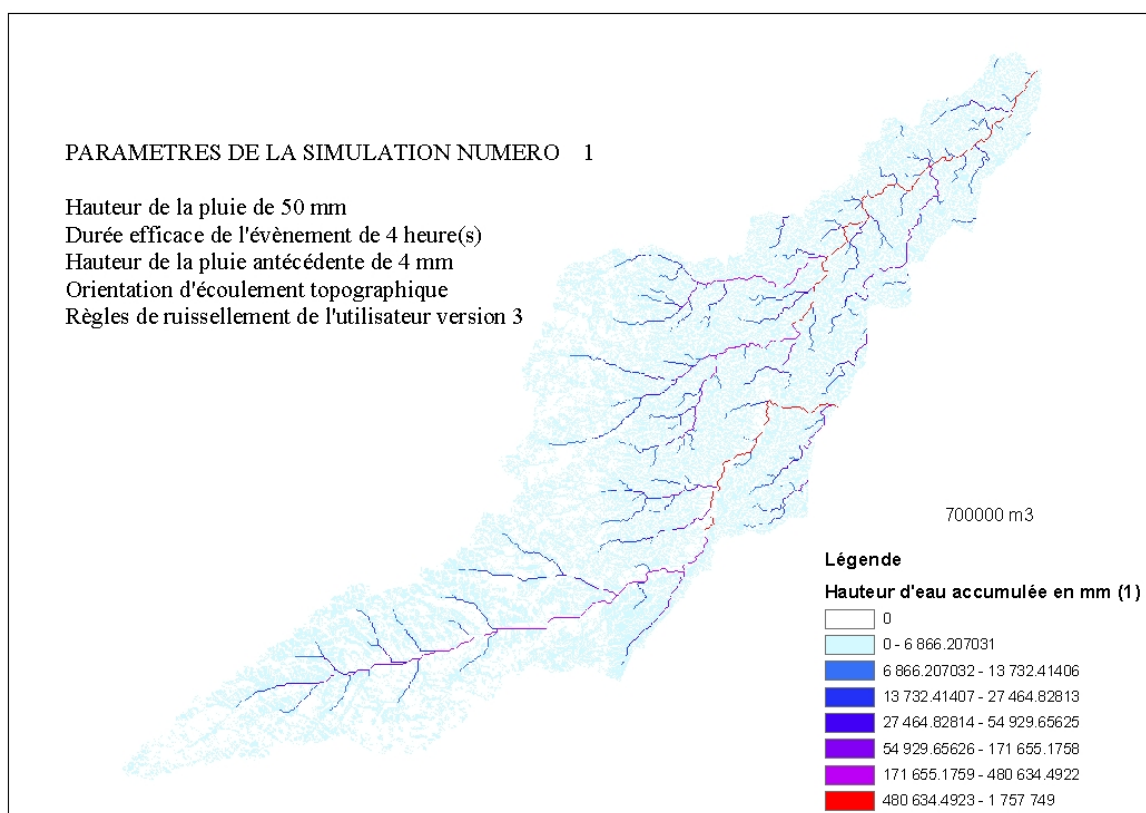 PARAMETRES DE LA SIMULATION NUMERO 1
Hauteur de la pluie de 50 mm
Durée efficace de l'évènement de 4 heure(s)
Hauteur de la pluie antécédente de 4 mm
Orientation d'écoulement topographique
Règles de ruissellement de l'utilisateur version 3
700000 m3
Légende
Hauteur d'eau accumulée en mm (1)
0
0 - 6 866.207031
6 866.207032 - 13 732.41406
13 732.41407 - 27 464.82813
27 464.82814 - 54 929.65625
54 929.65626 - 171 655.1758
171 655.1759 - 480 634.4922
480 634.4923 - 1 757 749